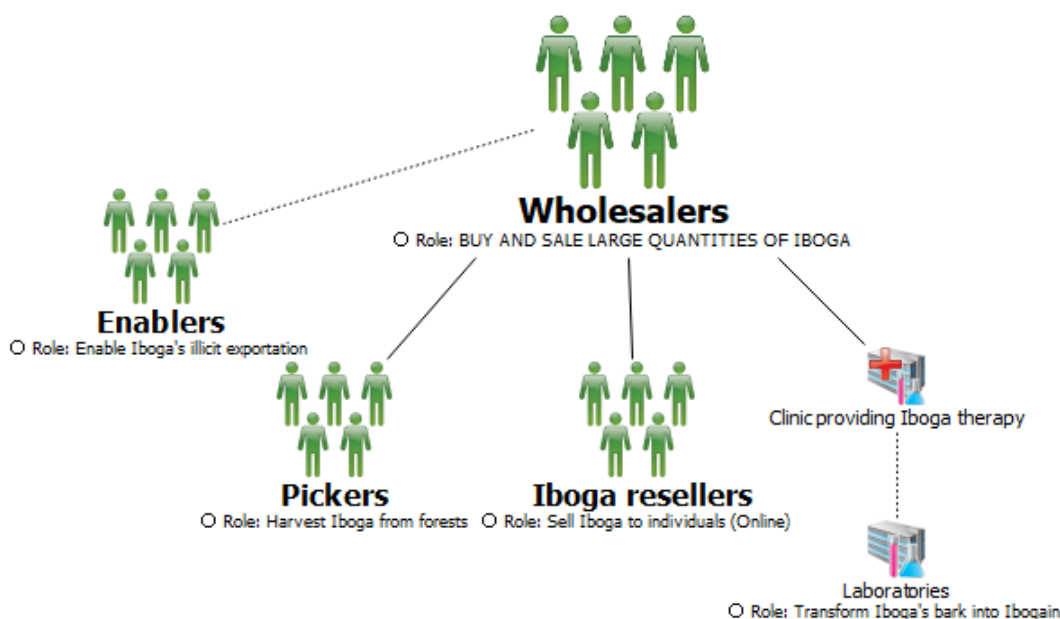 Wholesalers
Role: BUY AND SALE LARGE QUANTITIES OF IBOGA
Enablers
Role: Enable Iboga's illicit exportation
Clinic providing Iboga therapy
Pickers
Role: Harvest Iboga from forests
Iboga resellers
Role: Sell Iboga to individuals (Online)
Laboratories
Role: Transform Iboga's bark into Ibogain